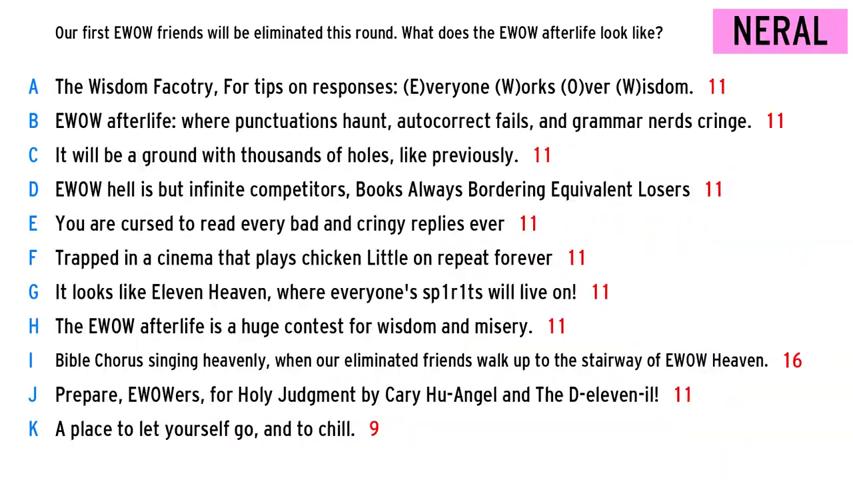 Our first EWOW friends will be eliminated this round. What does the EWOW afterlife look like?
NERAL
A The Wisdom Facotry, For tips on responses: (E)veryone (W)orks (O)ver (W)isdom. 11
B EWOW afterlife: where punctuations haunt, autocorrect fails, and grammar nerds cringe. 11
C It will be a ground with thousands of holes, like previously. 11
D EWOW hell is but infinite competitors, Books Always Bordering Equivalent Losers 11
E You are cursed to read every bad and cringy replies ever 11
F Trapped in a cinema that plays chicken Little on repeat forever 11
G It looks like Eleven Heaven, where everyone's sp1r1ts will live on! 11
H The EWOW afterlife is a huge contest for wisdom and misery. 11
I Bible Chorus singing heavenly, when our eliminated friends walk up to the stairway of EWOW Heaven. 16
J Prepare, EWOWers, for Holy Judgment by Cary Hu-Angel and The D-eleven-il! 11
K A place to let yourself go, and to chill. 9